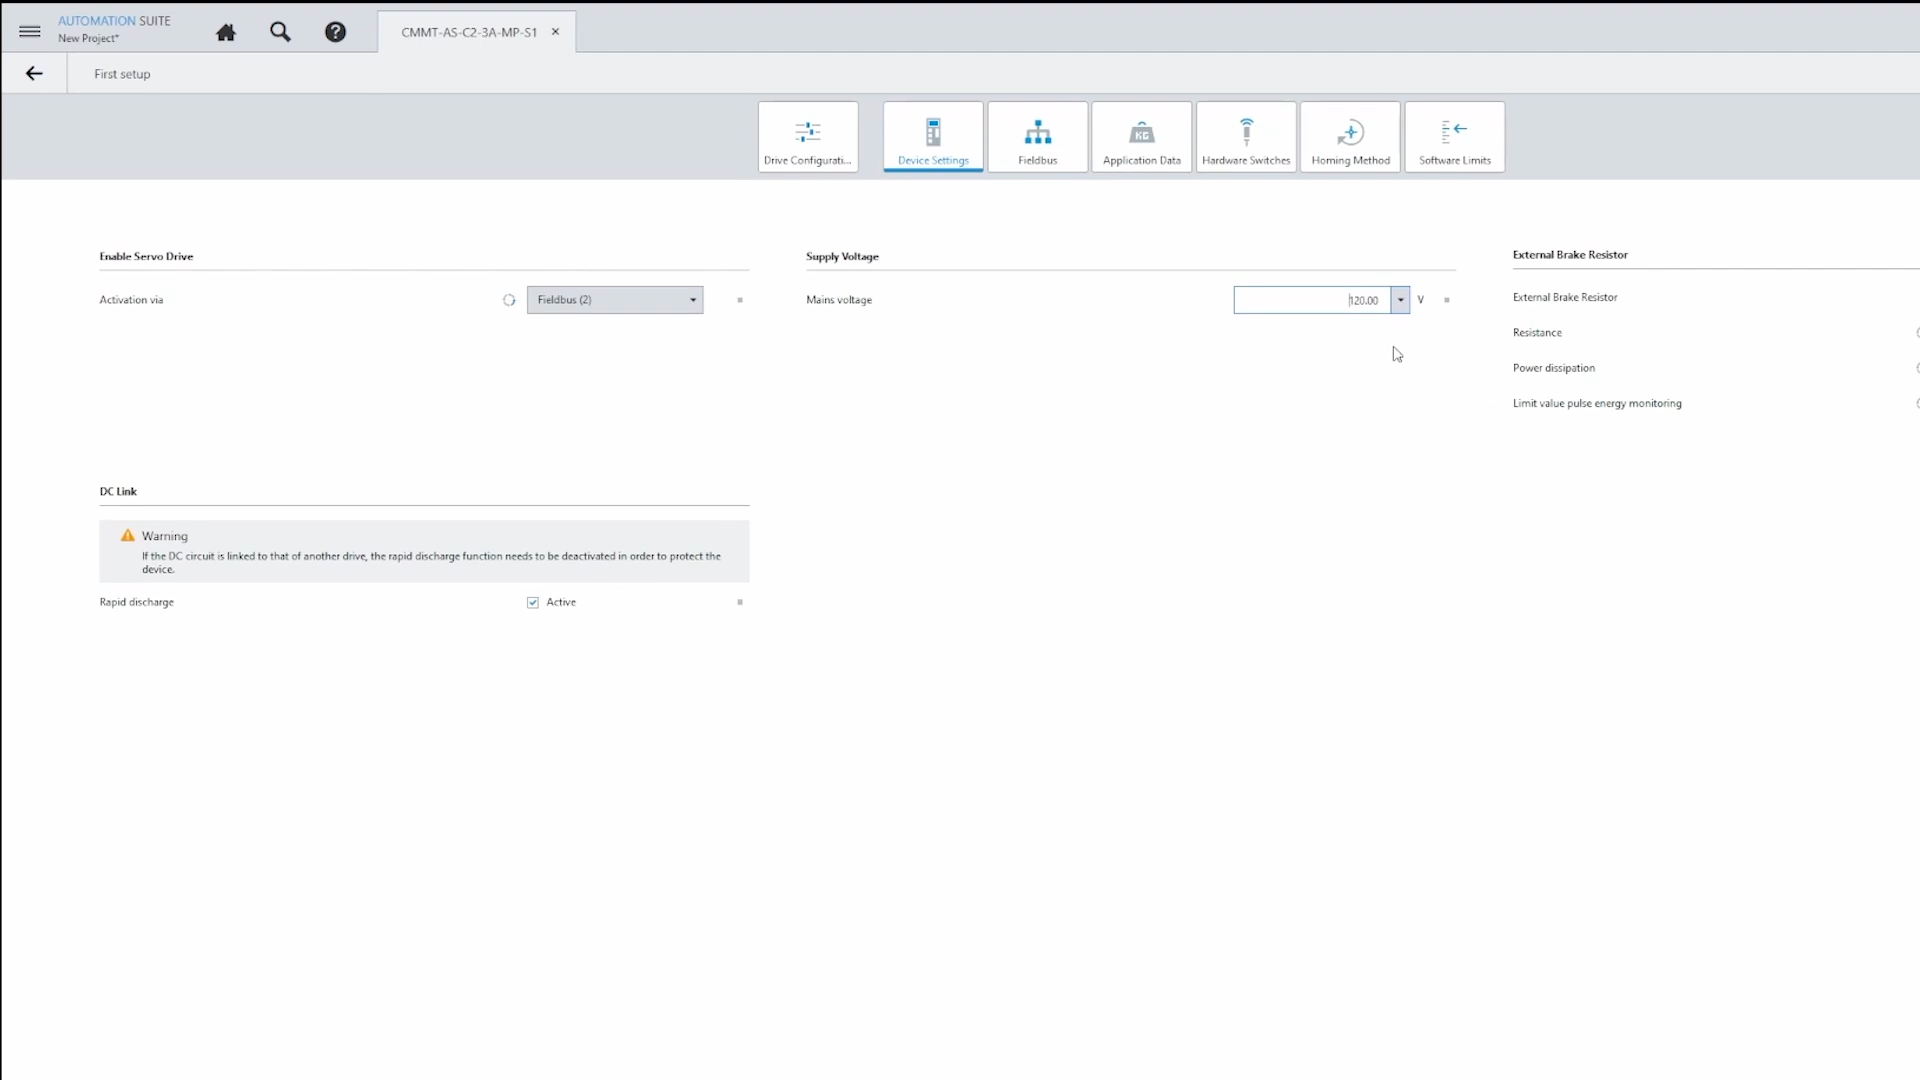 AUTOMATION SUITE
New Project*
CMMT-AS-C2-3A-MP-S1
First setup
Drive Configurati...
Device Settings
Fieldbus
Application Data
Hardware Switches
Homing Method
Software Limits
KG
Enable Servo Drive
Activation via
Fieldbus (2)
Supply Voltage
Mains voltage
120.00
V
External Brake Resistor
External Brake Resistor
Resistance
Power dissipation
Limit value pulse energy monitoring
DC Link
Warning
If the DC circuit is linked to that of another drive, the rapid discharge function needs to be deactivated in order to protect the
device.
Rapid discharge
Active